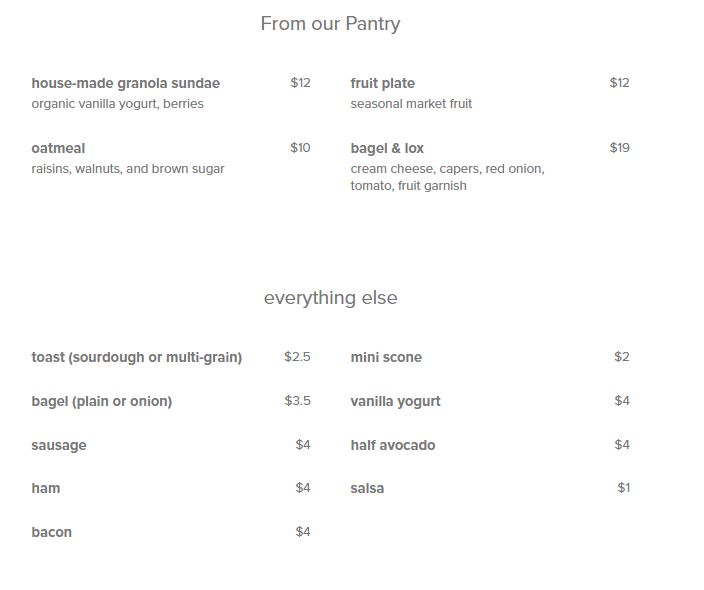 From our Pantry
house-made granola sundae $12
organic vanilla yogurt, berries
fruit plate $12
seasonal market fruit
oatmeal $10
raisins, walnuts, and brown sugar
bagel & lox $19
cream cheese, capers, red onion,
tomato, fruit garnish
everything else
toast (sourdough or multi-grain) $2.5
mini scone $2
bagel (plain or onion) $3.5
vanilla yogurt $4
sausage $4
half avocado $4
ham $4
salsa $1
bacon $4